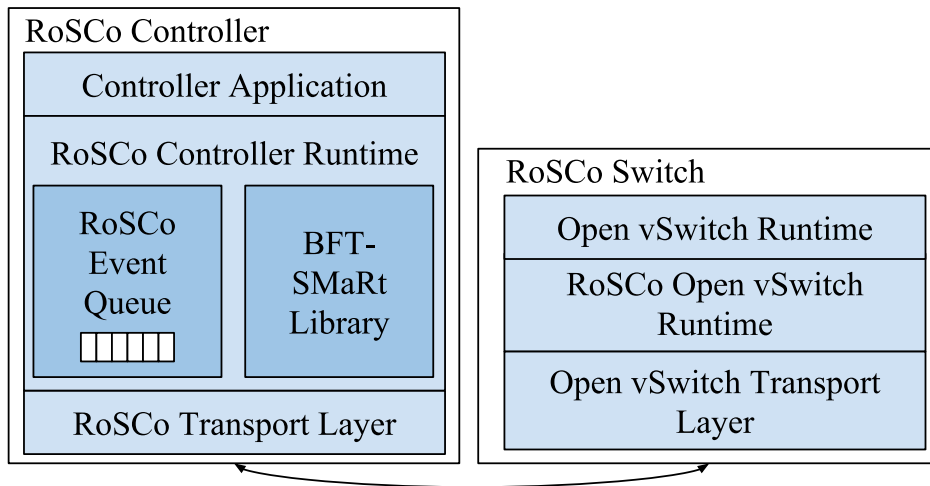 RoSCo Controller
Controller Application
RoSCo Controller Runtime
RoSCo
Event
Queue
BFT-
SMaRt
Library
RoSCo Transport Layer
RoSCo Switch
Open vSwitch Runtime
RoSCo Open vSwitch
Runtime
Open vSwitch Transport
Layer